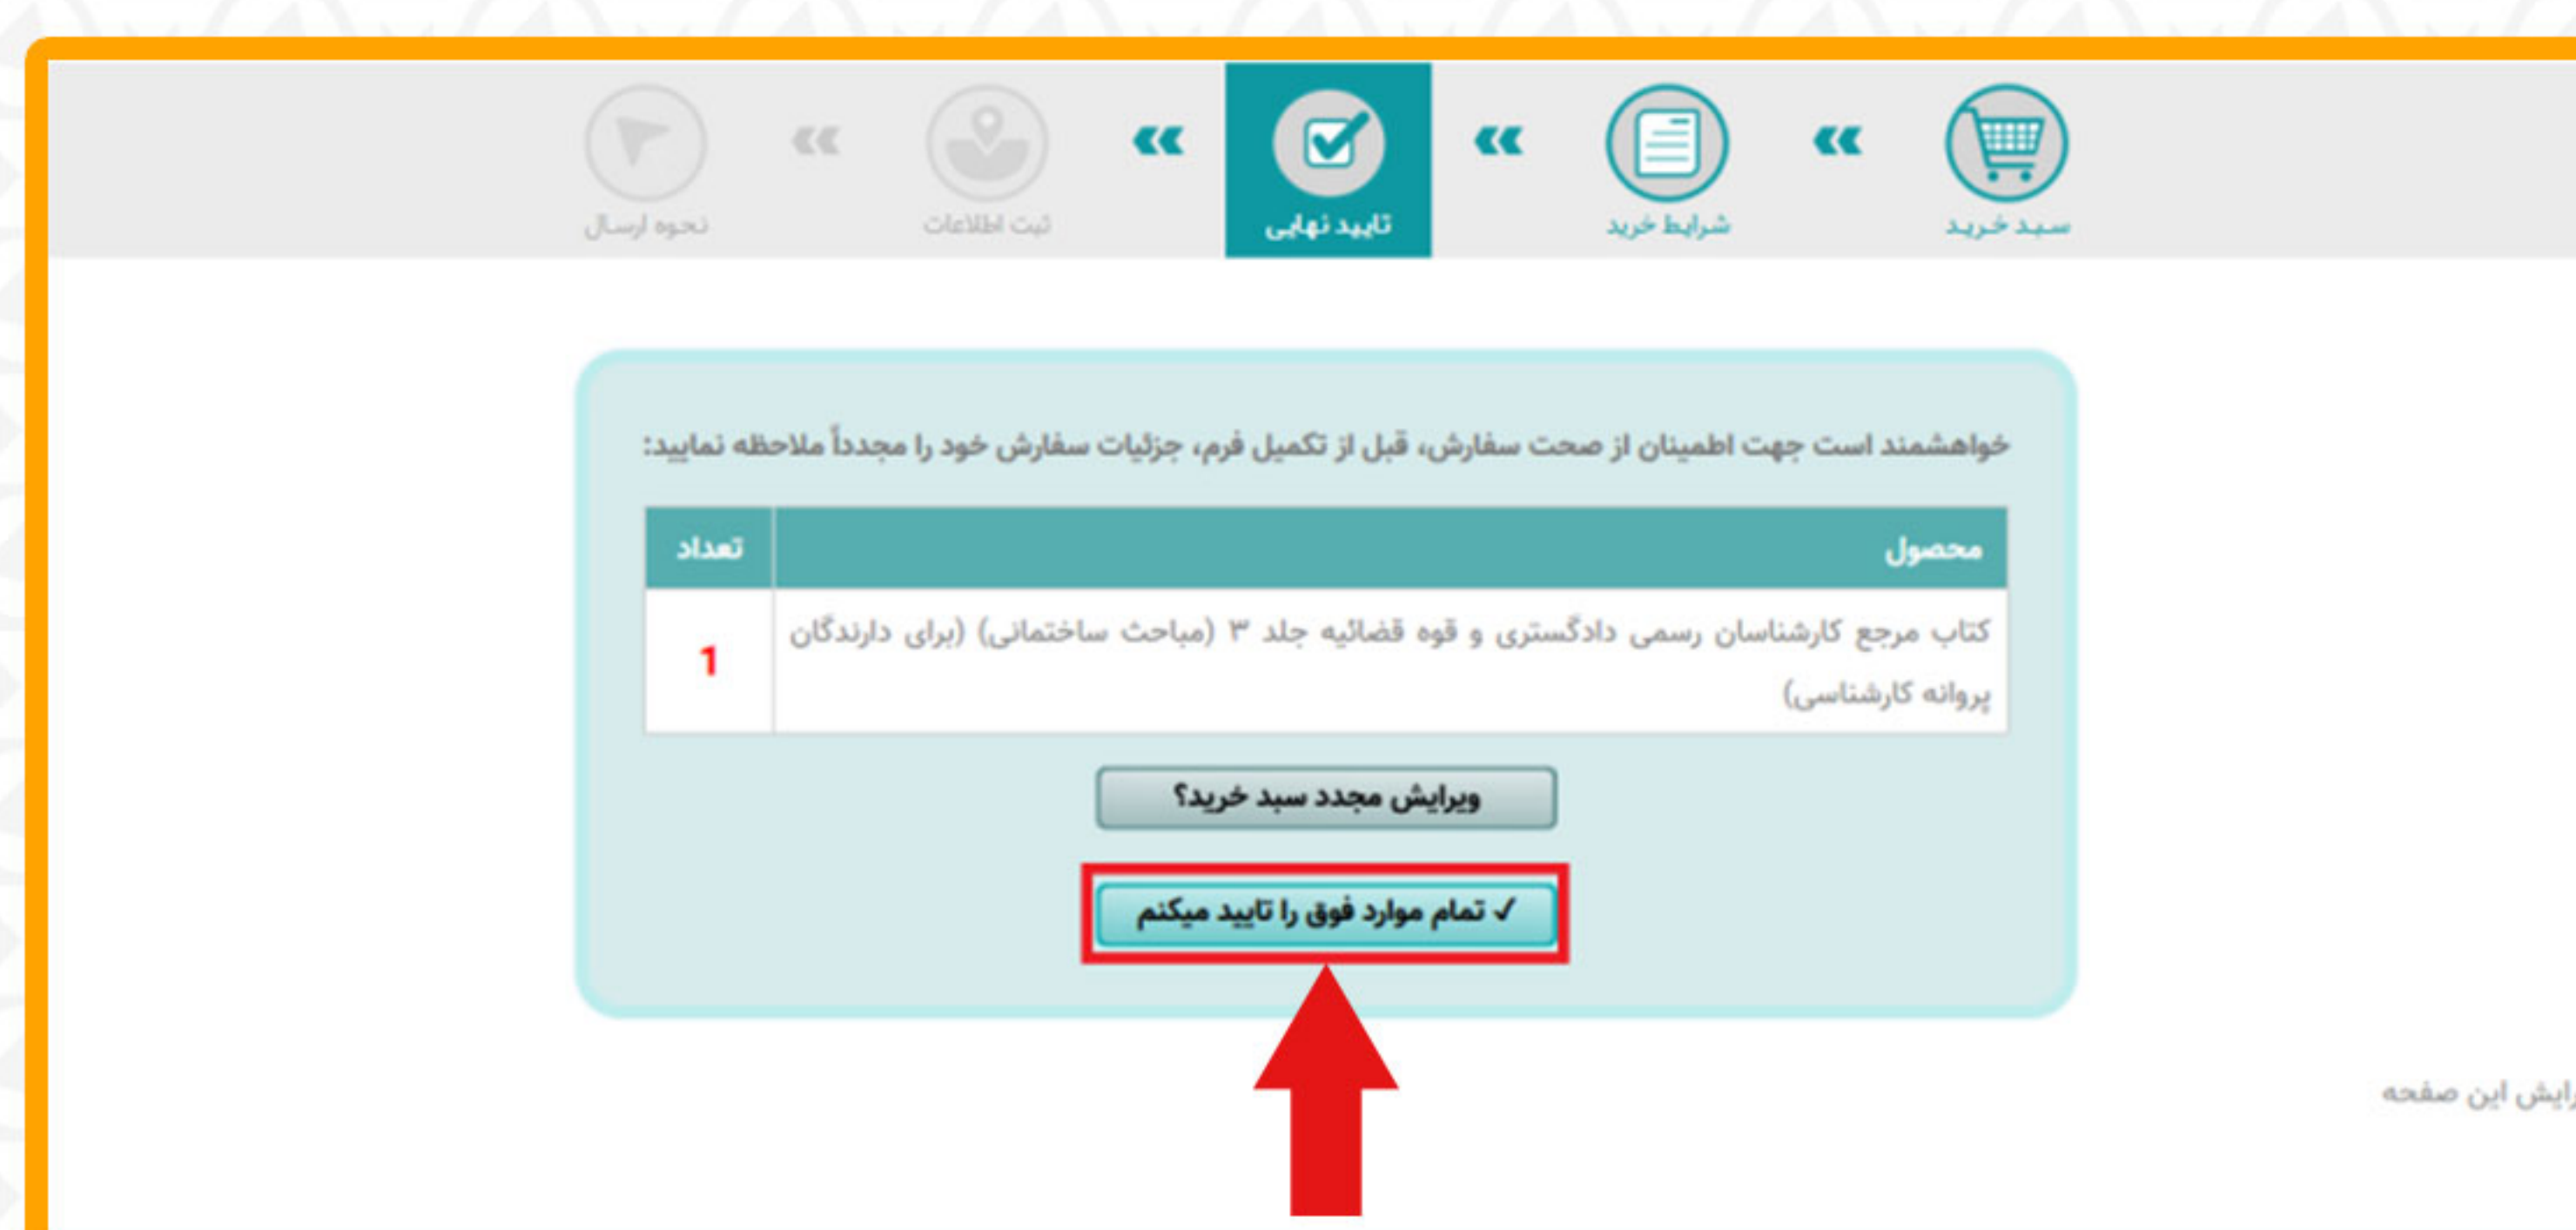 سبد خرید
شرایط خرید
تایید نهایی
ثبت اطلاعات
نحوه ارسال
خواهشمند است جهت اطمینان از صحت سفارش، قبل از تکمیل فرم، جزئیات سفارش خود را مجدداً ملاحظه نمایید:
محصول تعداد
کتاب مرجع کارشناسان رسمی دادگستری و قوه قضائیه جلد ۳ (مباحث ساختمانی) (برای دارندگان
پروانه کارشناسی)
1
ویرایش مجدد سبد خرید؟
✓ تمام موارد فوق را تایید میکنم
این صفحه